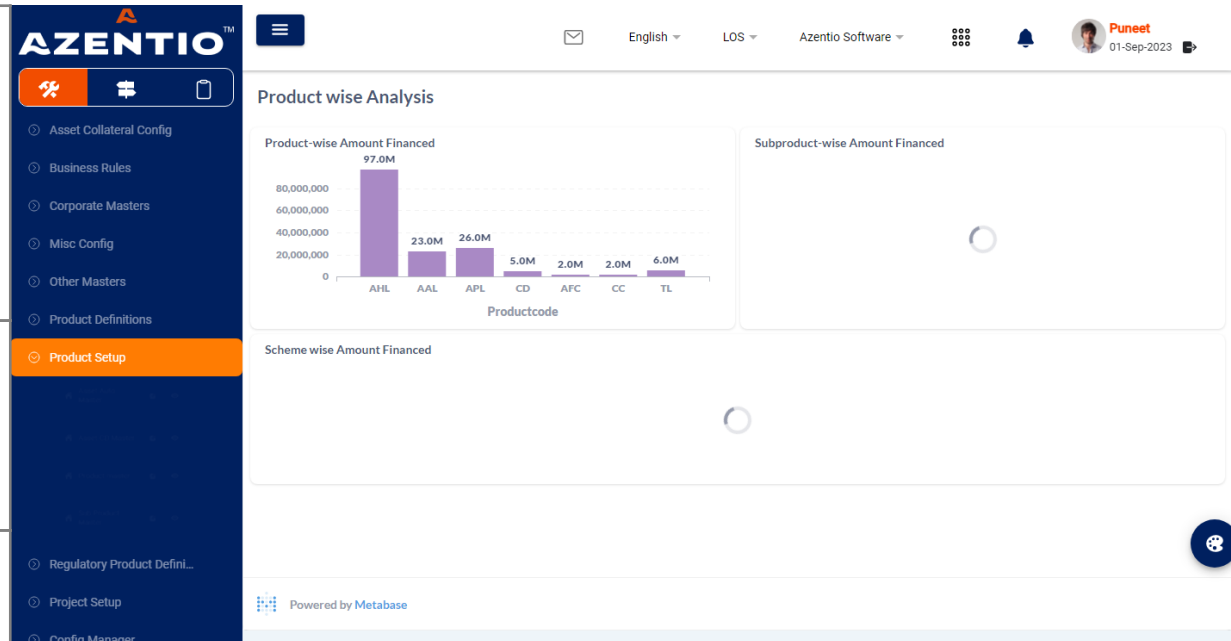 AZENTIO™
English
LOS
Azentio Software
Puneet
01-Sep-2023
Asset Collateral Config
Business Rules
Corporate Masters
Misc Config
Other Masters
Product Definitions
Product Setup
Regulatory Product Defini...
Project Setup
Config Manager
Product wise Analysis
Product-wise Amount Financed
97.0M
80,000,000
60,000,000
40,000,000
20,000,000
0
23.0M
26.0M
5.0M
2.0M
2.0M
6.0M
AHL AAL APL CD AFC CC TL
Productcode
Subproduct-wise Amount Financed
Scheme wise Amount Financed
Powered by Metabase